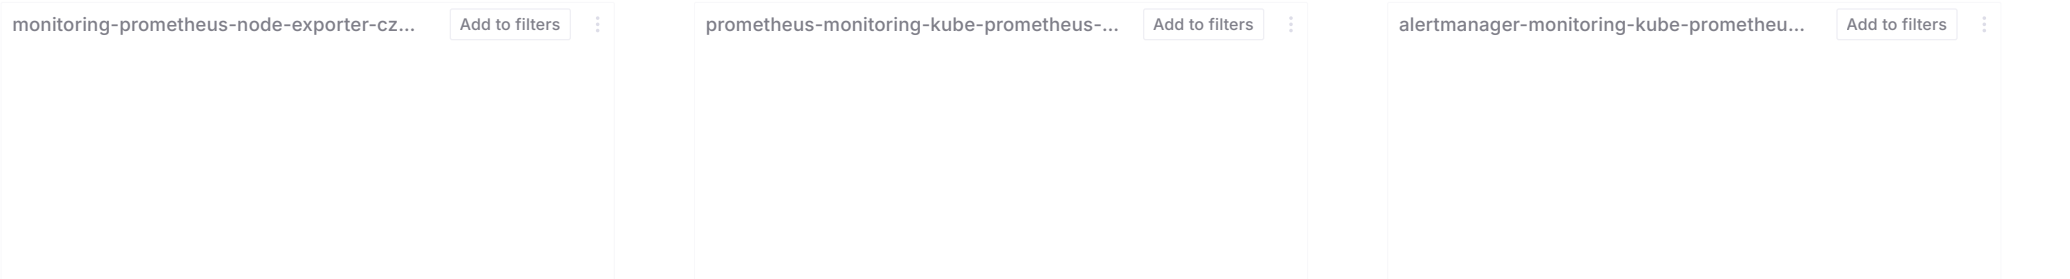 monitoring-prometheus-node-exporter-cz... Add to filters
prometheus-monitoring-kube-prometheus-... Add to filters
alertmanager-monitoring-kube-prometheu... Add to filters